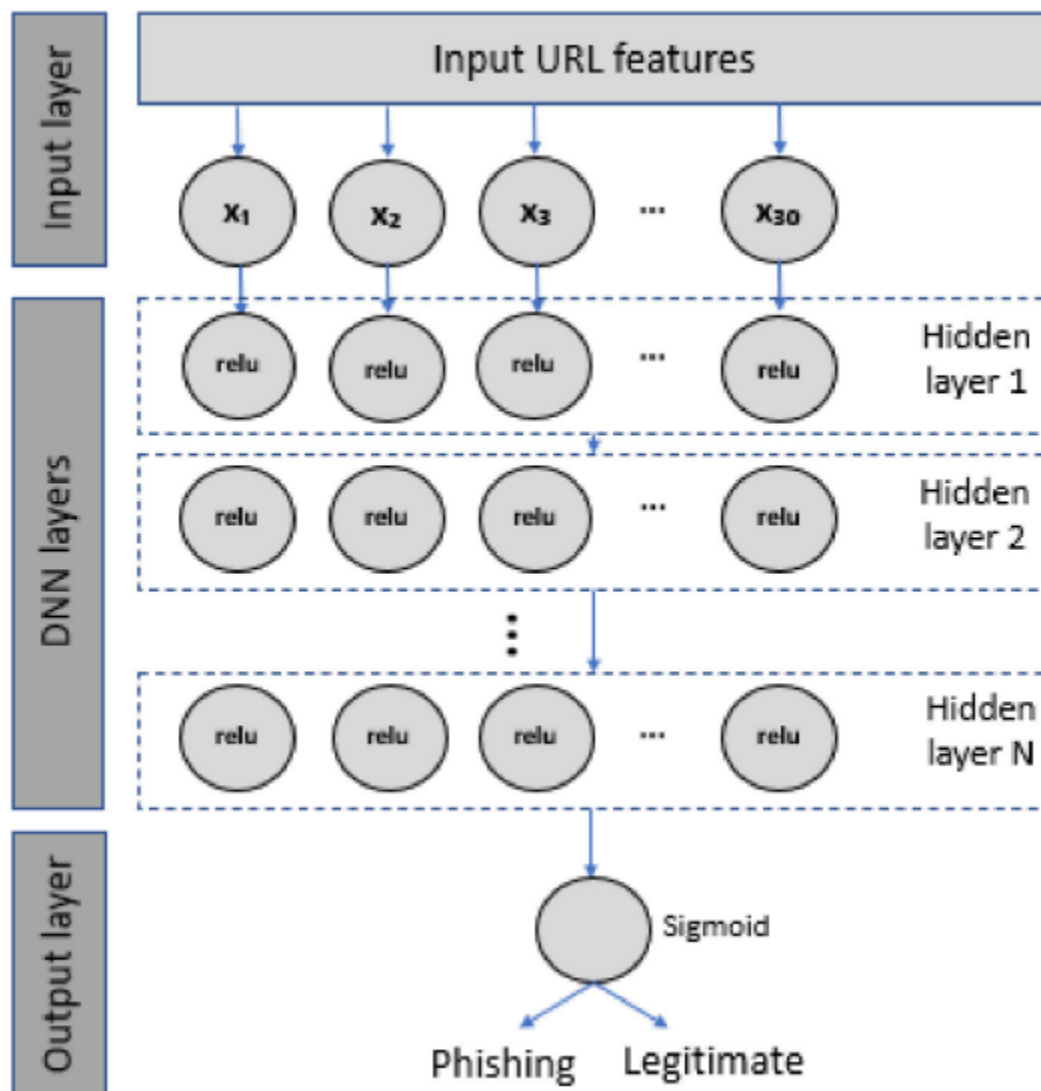 Input layer
Input URL features
x₁ x₂ x₃ ... x₃₀
DNN layers
relu relu relu ... relu
Hidden
layer 1
relu relu relu ... relu
Hidden
layer 2
...
relu relu relu ... relu
Hidden
layer N
Output layer
Sigmoid
Phishing Legitimate